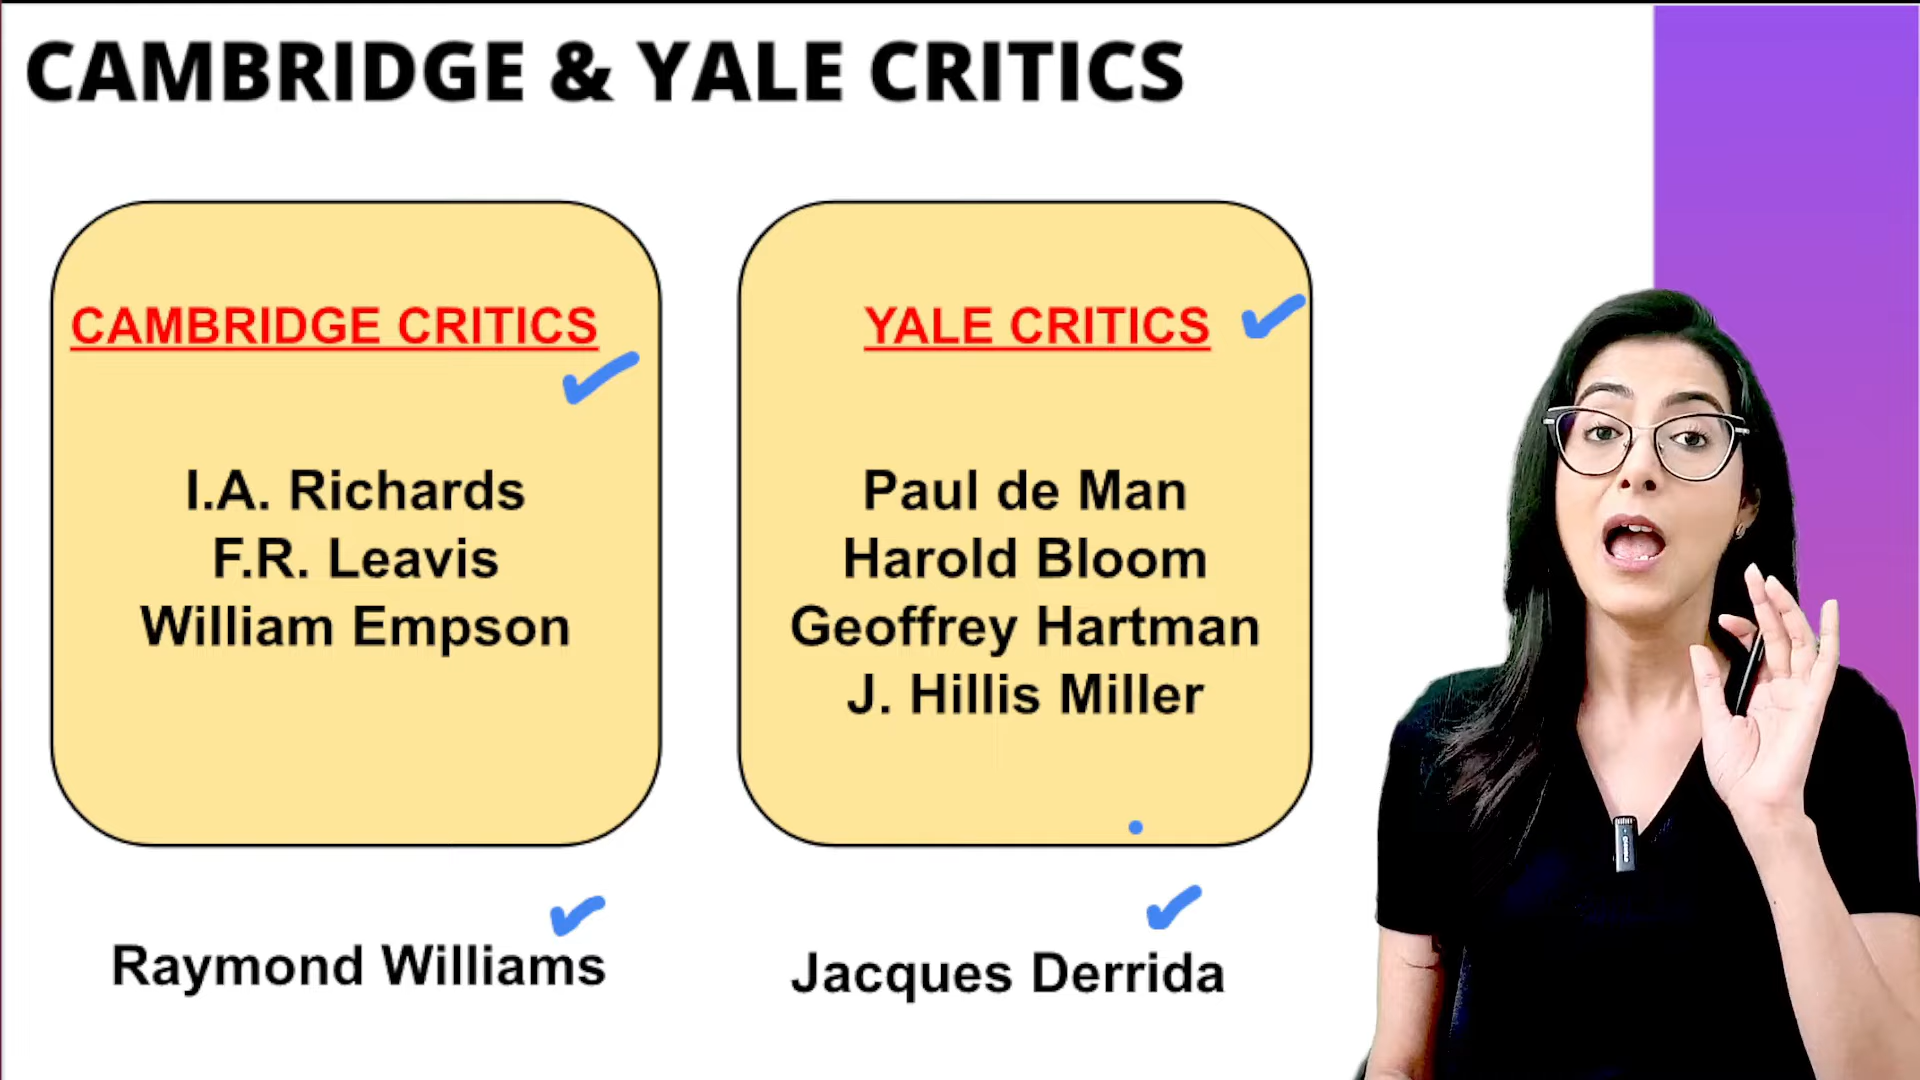 CAMBRIDGE & YALE CRITICS
CAMBRIDGE CRITICS
I.A. Richards
F.R. Leavis
William Empson
Raymond Williams
YALE CRITICS
Paul de Man
Harold Bloom
Geoffrey Hartman
J. Hillis Miller
Jacques Derrida